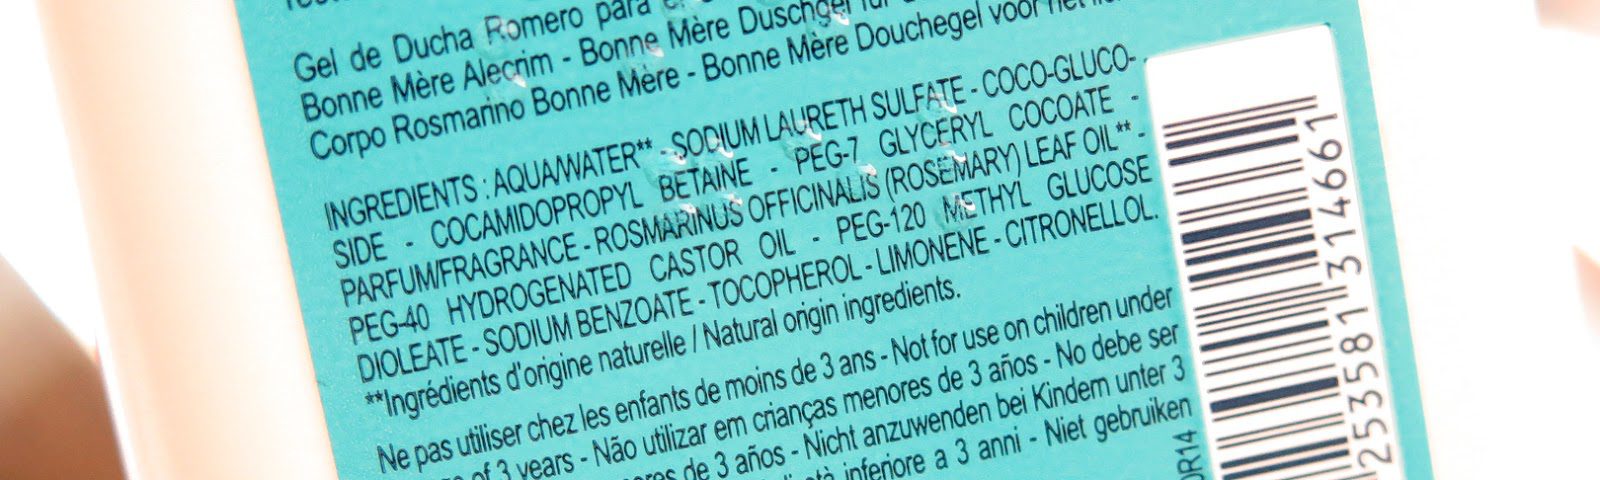 Gel de Ducha Romero para
Bonne Mère Alecrim - Bonne Mère Duschgel für
Corpo Rosmarino Bonne Mère - Bonne Mère Douchegel voor het
INGREDIENTS : AQUA/WATER** - SODIUM LAURETH SULFATE - COCO-GLUCO-
SIDE - COCAMIDOPROPYL BETAINE - PEG-7 GLYCERYL COCOATE -
PARFUM/FRAGRANCE - ROSMARINUS OFFICINALIS (ROSEMARY) LEAF OIL** -
PEG-40 HYDROGENATED CASTOR OIL - PEG-120 METHYL GLUCOSE
DIOLEATE - SODIUM BENZOATE - TOCOPHEROL - LIMONENE - CITRONELLOL.
**Ingrédients d'origine naturelle / Natural origin ingredients.
Ne pas utiliser chez les enfants de moins de 3 ans - Not for use on children under
of 3 years - Não utilizar em crianças menores de 3 años - No debe ser
de 3 años - Nicht anzuwenden bei Kindern unter 3
inferiore a 3 anni - Niet gebruiken
253581314661